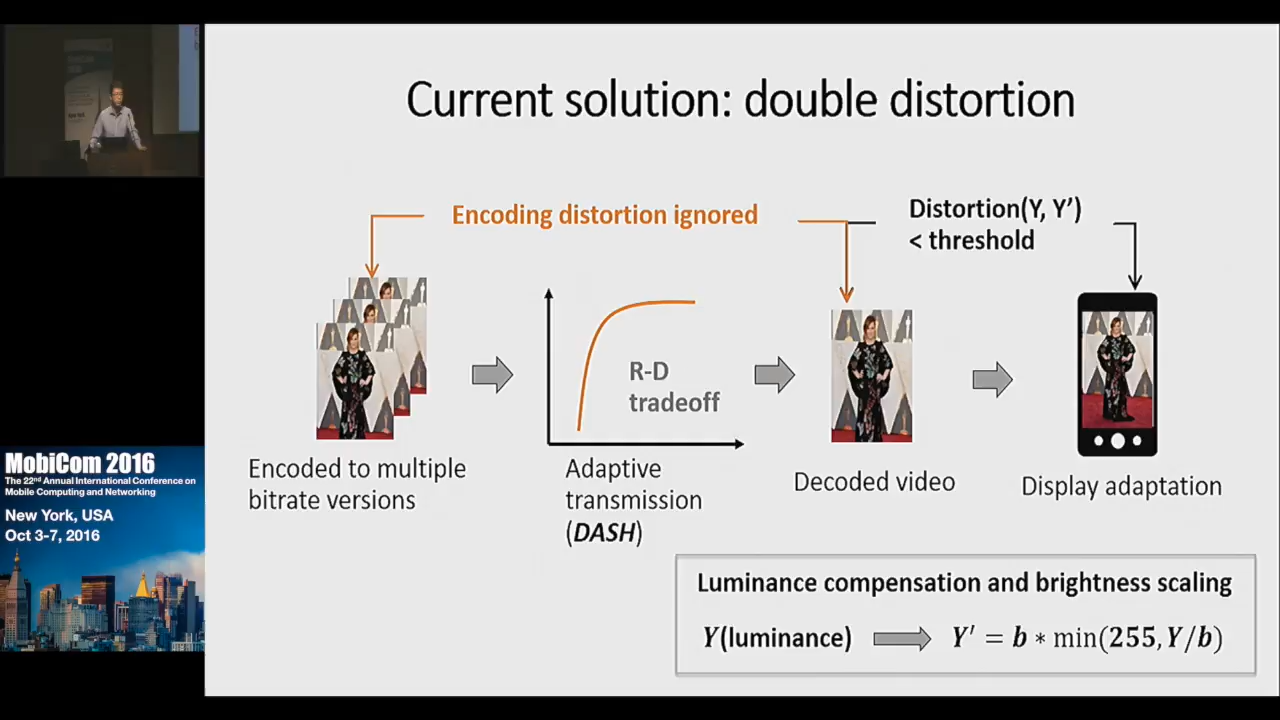 Current solution: double distortion
Encoding distortion ignored
Distortion(Y, Y’)
< threshold
R-D
tradeoff
Encoded to multiple
bitrate versions
Adaptive
transmission
(DASH)
Decoded video
Display adaptation
Luminance compensation and brightness scaling
Y(luminance) Y′ = b ∗ min(255, Y/b)
MobiCom 2016
The 22nd Annual International Conference on
Mobile Computing and Networking
New York, USA
Oct 3-7, 2016